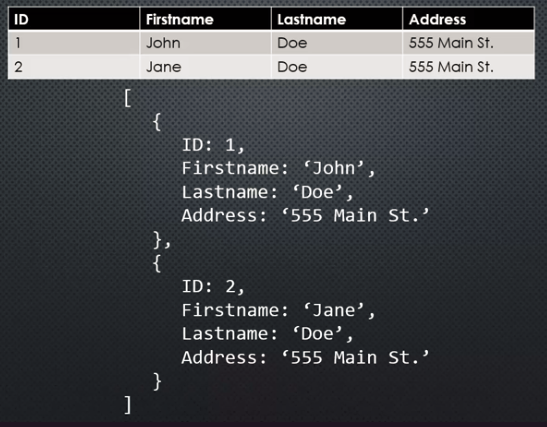 ID Firstname Lastname Address
1 John Doe 555 Main St.
2 Jane Doe 555 Main St.
[
{
ID: 1,
Firstname: ‘John’,
Lastname: ‘Doe’,
Address: ‘555 Main St.’
},
{
ID: 2,
Firstname: ‘Jane’,
Lastname: ‘Doe’,
Address: ‘555 Main St.’
}
]